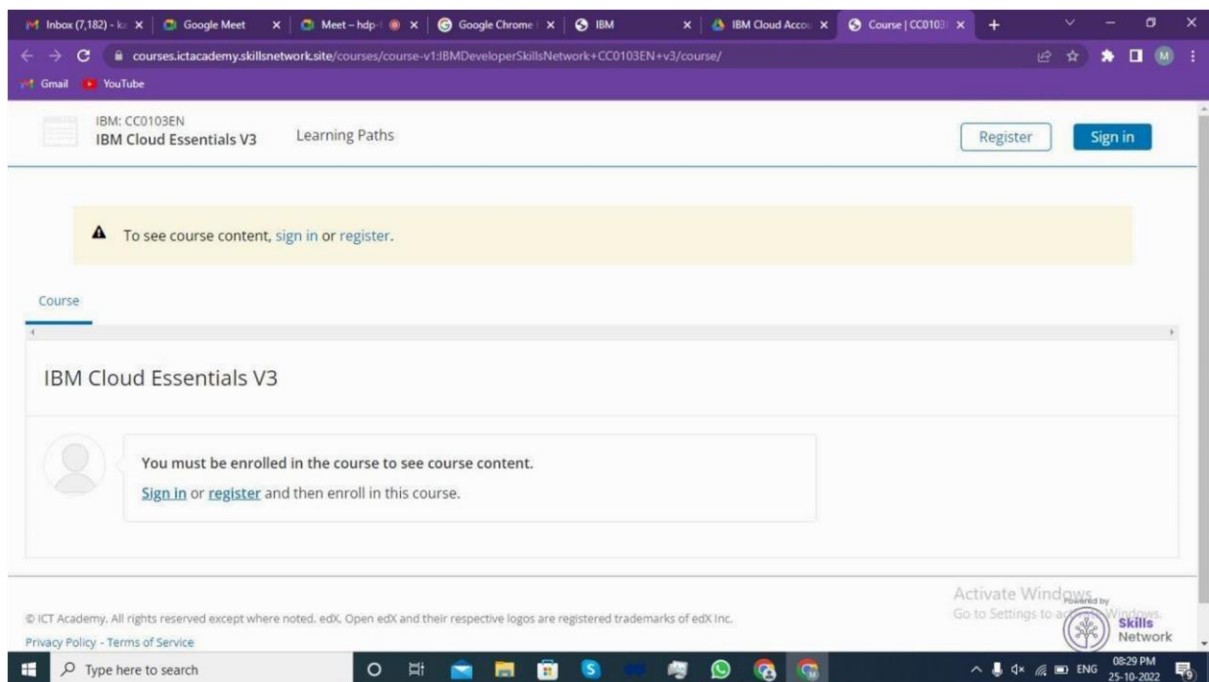 Inbox (7,182) - ka
Google Meet
Meet – hdp-
Google Chrome
IBM
IBM Cloud Accou
Course | CC0103
courses.ictacademy.skillsnetwork.site/courses/course-v1:IBMDeveloperSkillsNetwork+CC0103EN+v3/course/
M
Gmail
YouTube
IBM: CC0103EN
IBM Cloud Essentials V3
Learning Paths
Register
Sign in
To see course content, sign in or register.
Course
IBM Cloud Essentials V3
You must be enrolled in the course to see course content.
Sign in or register and then enroll in this course.
Activate Windows
Go to Settings to activate Windows.
Powered by
Skills
Network
© ICT Academy. All rights reserved except where noted. edX, Open edX and their respective logos are registered trademarks of edX Inc.
Privacy Policy - Terms of Service
Type here to search
ENG
08:29 PM
25-10-2022